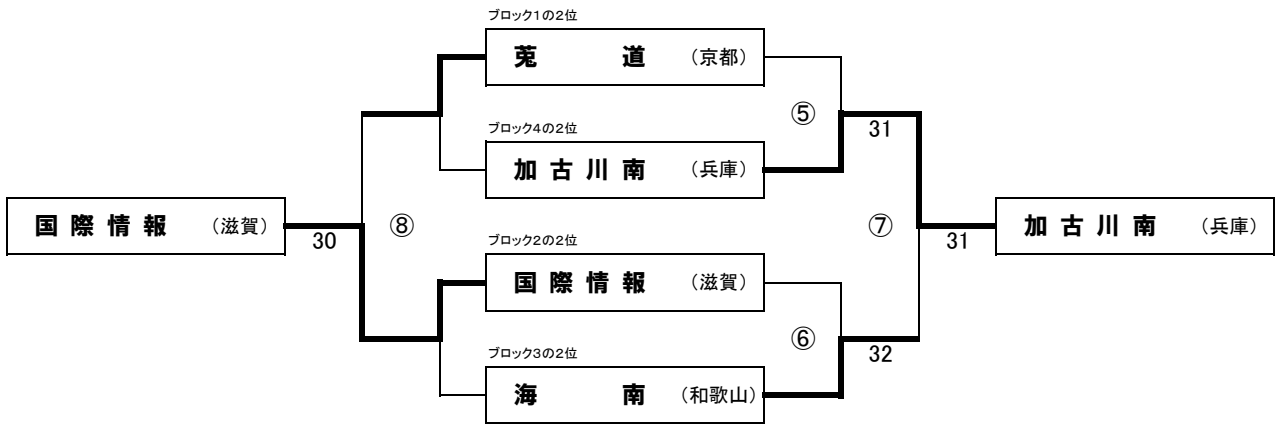 ブロック1の2位
莵道 （京都）
⑤
31
ブロック4の2位
加古川南 （兵庫）
国際情報 （滋賀）
30
⑧
⑦
31
加古川南 （兵庫）
ブロック2の2位
国際情報 （滋賀）
⑥
32
ブロック3の2位
海南 （和歌山）